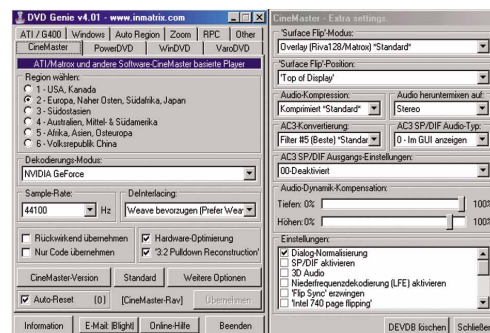 DVD Genie v4.01 - www.inmatrix.com
ATI / G400 Windows Auto Region Zoom RPC Other
CineMaster PowerDVD WinDVD VaroDVD
ATI/Matrox und andere Software-CineMaster basierte Player
Region wählen:
1 - USA, Kanada
2 - Europa, Naher Osten, Südafrika, Japan
3 - Südostasien
4 - Australien, Mittel- & Südamerika
5 - Afrika, Asien, Osteuropa
6 - Volksrepublik China
Dekodierungs-Modus:
NVIDIA GeForce
Sample-Rate:
44100 Hz
DeInterlacing:
Weave bevorzugen (Prefer Weav
Rückwirkend übernehmen
Hardware-Optimierung
Nur Code übernehmen
'3:2 Pulldown Reconstruction'
CineMaster-Version Standard Weitere Optionen
Auto-Reset [0] [CineMaster-Rav] Übernehmen
Information E-Mail: [Blight] Online-Hilfe Beenden
CineMaster - Extra settings.
'Surface Flip'-Modus:
Overlay (Riva128/Matrox) *Standard*
'Surface Flip'-Position:
'Top of Display'
Audio-Kompression:
Komprimiert *Standard*
Audio heruntermixen auf:
Stereo
AC3-Konvertierung:
Filter #5 (Beste) *Standar
AC3 SP/DIF Audio-Typ:
0 - Im GUI anzeigen
AC3 SP/DIF Ausgangs-Einstellungen:
00-Deaktiviert
Audio-Dynamik-Kompensation:
Tiefen: 0% 100%
Höhen: 0% 100%
Einstellungen:
Dialog-Normalisierung
SP/DIF aktivieren
3D Audio
Niederfrequenzdekodierung (LFE) aktivieren
'Flip Sync' erzwingen
'Intel 740 page flipping'
DEVDB löschen Schließe